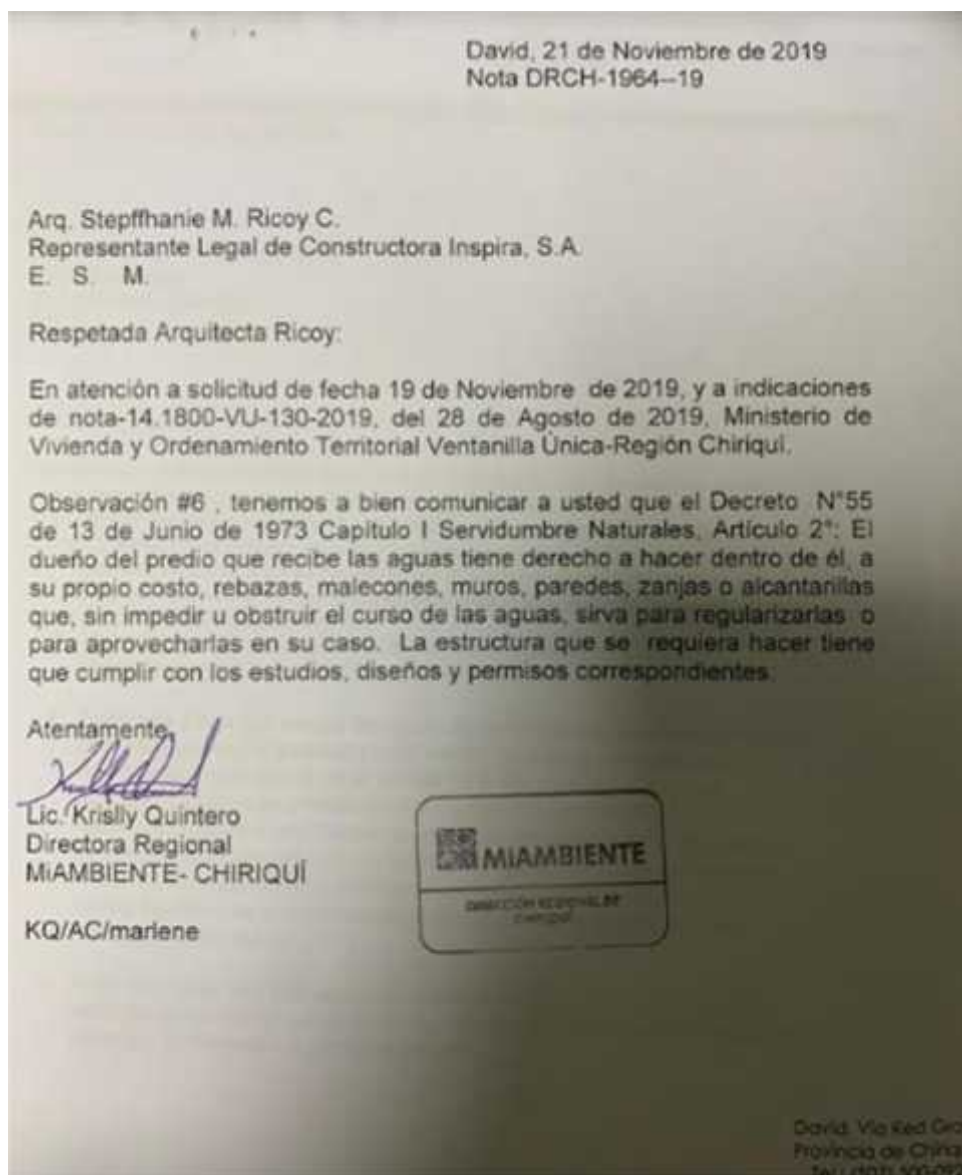 David, 21 de Noviembre de 2019
Nota DRCH-1964--19
Arq. Stepffhanie M. Ricoy C.
Representante Legal de Constructora Inspira, S.A.
E. S. M.
Respetada Arquitecta Ricoy:
En atención a solicitud de fecha 19 de Noviembre de 2019, y a indicaciones
de nota-14.1800-VU-130-2019, del 28 de Agosto de 2019, Ministerio de
Vivienda y Ordenamiento Territorial Ventanilla Única-Región Chiriquí.
Observación #6 , tenemos a bien comunicar a usted que el Decreto N°55
de 13 de Junio de 1973 Capitulo I Servidumbre Naturales, Artículo 2°: El
dueño del predio que recibe las aguas tiene derecho a hacer dentro de él, a
su propio costo, rebazas, malecones, muros, paredes, zanjas o alcantarillas
que, sin impedir u obstruir el curso de las aguas, sirva para regularizarlas o
para aprovecharlas en su caso. La estructura que se requiera hacer tiene
que cumplir con los estudios, diseños y permisos correspondientes.
Atentamente,
Lic. Krislly Quintero
Directora Regional
MiAMBIENTE- CHIRIQUÍ
MIAMBIENTE
DIRECCIÓN REGIONAL DE
CHIRIQUÍ
KQ/AC/marlene
David, Vía Red
Provincia de